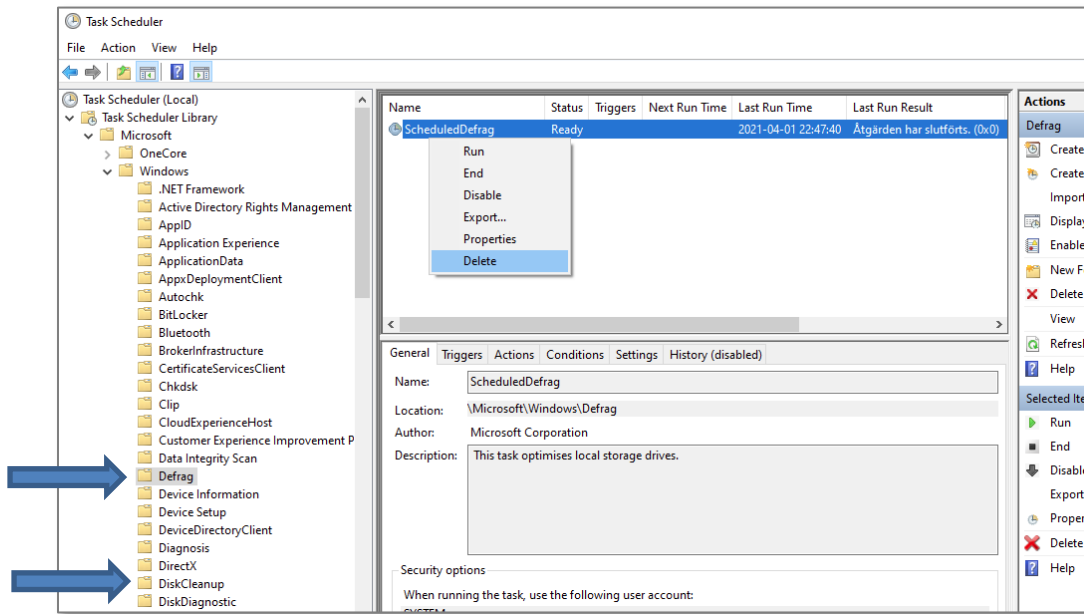 Task Scheduler
File Action View Help
Task Scheduler (Local)
Task Scheduler Library
Microsoft
OneCore
Windows
.NET Framework
Active Directory Rights Management
AppID
Application Experience
ApplicationData
AppxDeploymentClient
Autochk
BitLocker
Bluetooth
BrokerInfrastructure
CertificateServicesClient
Chkdsk
Clip
CloudExperienceHost
Customer Experience Improvement P
Data Integrity Scan
Defrag
Device Information
Device Setup
DeviceDirectoryClient
Diagnosis
DirectX
DiskCleanup
DiskDiagnostic
Name Status Triggers Next Run Time Last Run Time Last Run Result
ScheduledDefrag Ready 2021-04-01 22:47:40 Åtgärden har slutförts. (0x0)
Run
End
Disable
Export...
Properties
Delete
General Triggers Actions Conditions Settings History (disabled)
Name: ScheduledDefrag
Location: \Microsoft\Windows\Defrag
Author: Microsoft Corporation
Description: This task optimises local storage drives.
Security options
When running the task, use the following user account:
SYSTEM
Actions
Defrag
Create
Create
Import
Display
Enable
New F
Delete
View
Refresh
Help
Selected Ite
Run
End
Disable
Export
Proper
Delete
Help